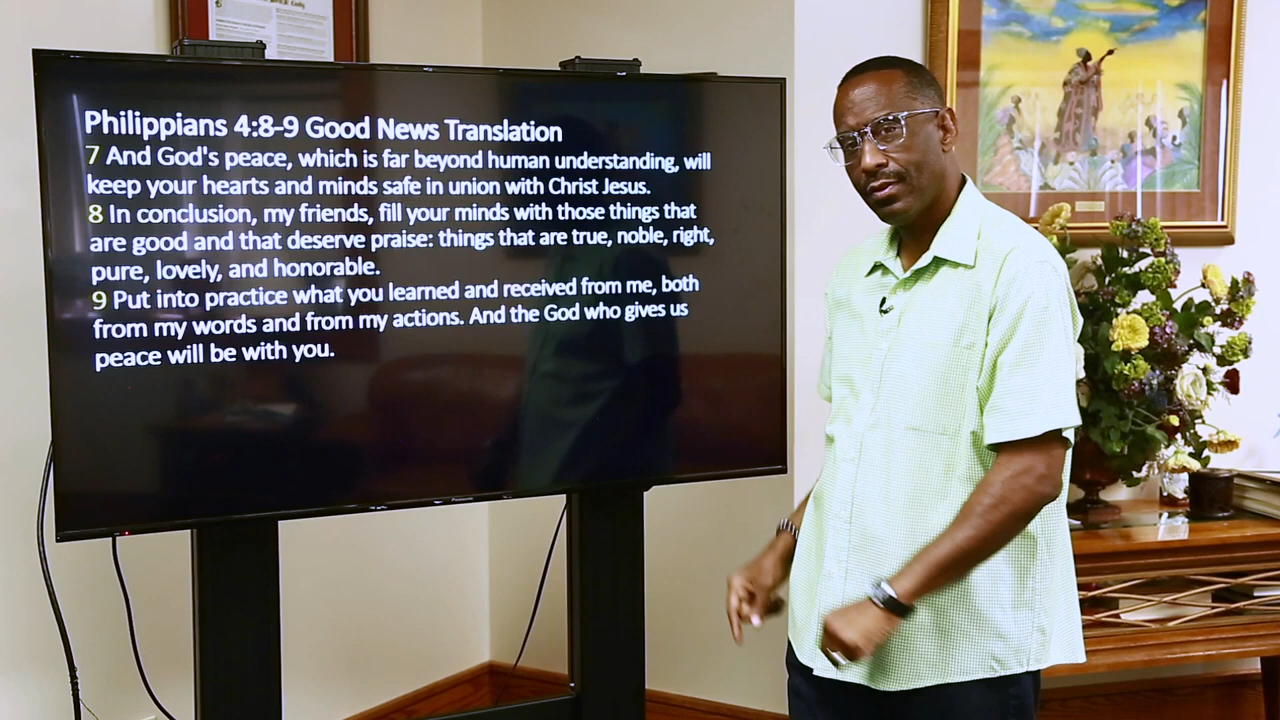 Philippians 4:8-9 Good News Translation
7 And God's peace, which is far beyond human understanding, will
keep your hearts and minds safe in union with Christ Jesus.
8 In conclusion, my friends, fill your minds with those things that
are good and that deserve praise: things that are true, noble, right,
pure, lovely, and honorable.
9 Put into practice what you learned and received from me, both
from my words and from my actions. And the God who gives us
peace will be with you.
Panasonic